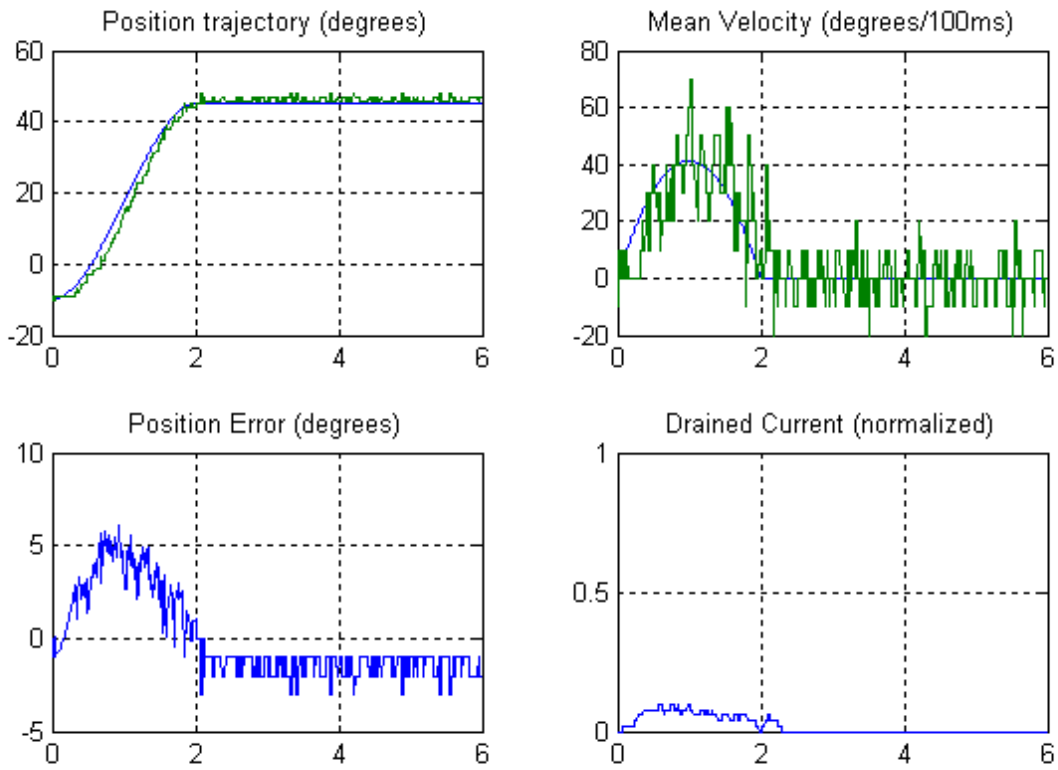 Position trajectory (degrees)
60
40
20
0
-20
0 2 4 6
Mean Velocity (degrees/100ms)
80
60
40
20
0
-20
0 2 4 6
Position Error (degrees)
10
5
0
-5
0 2 4 6
Drained Current (normalized)
1
0.5
0
0 2 4 6